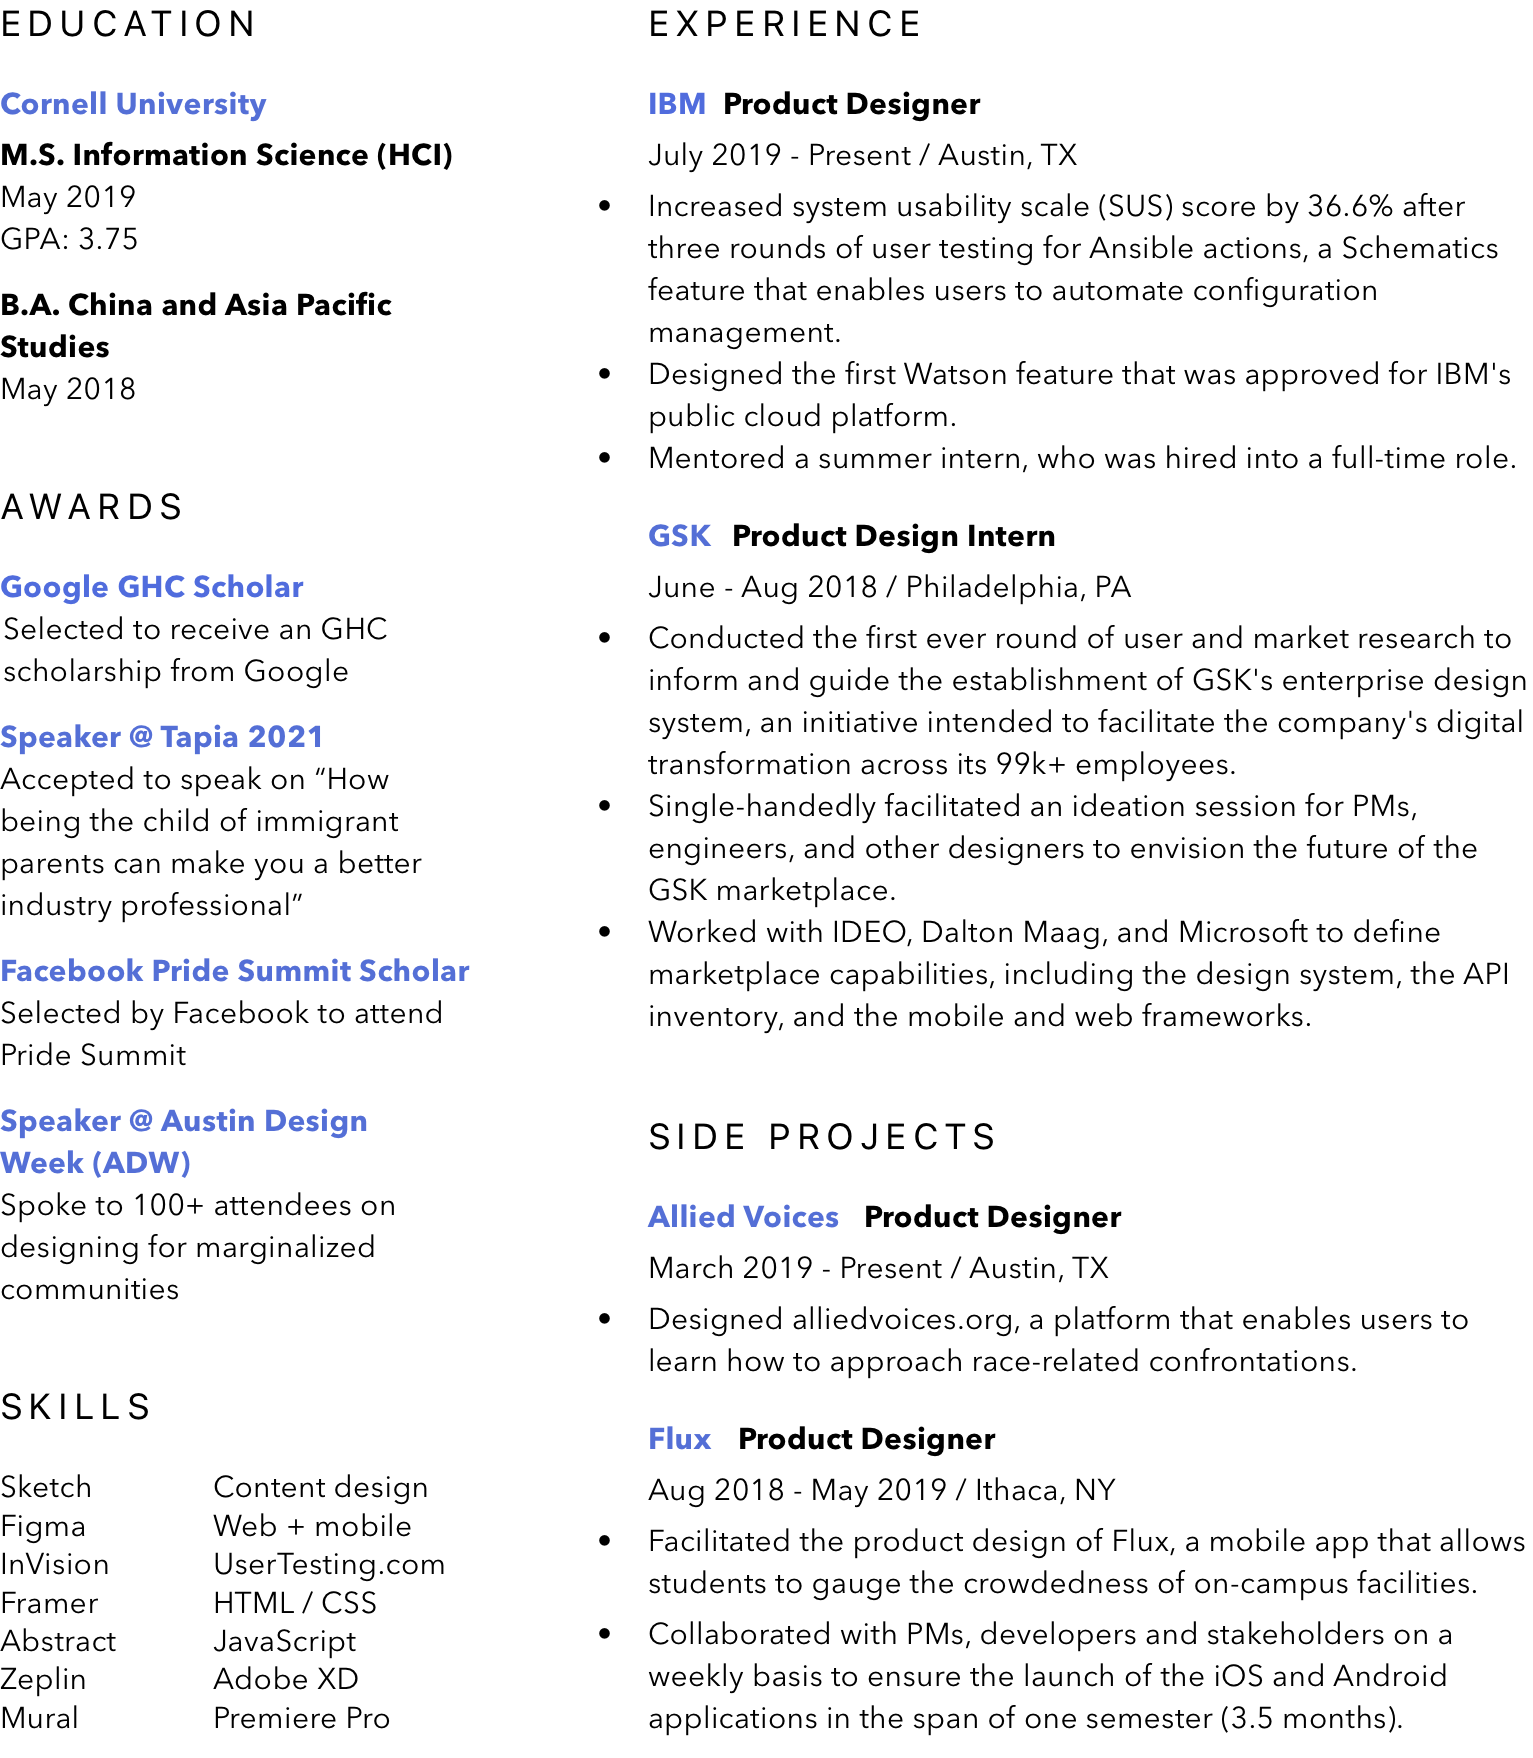 EDUCATION
Cornell University
M.S. Information Science (HCI)
May 2019
GPA: 3.75
B.A. China and Asia Pacific
Studies
May 2018
AWARDS
Google GHC Scholar
Selected to receive an GHC
scholarship from Google
Speaker @ Tapia 2021
Accepted to speak on “How
being the child of immigrant
parents can make you a better
industry professional”
Facebook Pride Summit Scholar
Selected by Facebook to attend
Pride Summit
Speaker @ Austin Design
Week (ADW)
Spoke to 100+ attendees on
designing for marginalized
communities
SKILLS
Sketch Content design
Figma Web + mobile
InVision UserTesting.com
Framer HTML / CSS
Abstract JavaScript
Zeplin Adobe XD
Mural Premiere Pro
EXPERIENCE
IBM Product Designer
July 2019 - Present / Austin, TX
• Increased system usability scale (SUS) score by 36.6% after
three rounds of user testing for Ansible actions, a Schematics
feature that enables users to automate configuration
management.
• Designed the first Watson feature that was approved for IBM's
public cloud platform.
• Mentored a summer intern, who was hired into a full-time role.
GSK Product Design Intern
June - Aug 2018 / Philadelphia, PA
• Conducted the first ever round of user and market research to
inform and guide the establishment of GSK's enterprise design
system, an initiative intended to facilitate the company's digital
transformation across its 99k+ employees.
• Single-handedly facilitated an ideation session for PMs,
engineers, and other designers to envision the future of the
GSK marketplace.
• Worked with IDEO, Dalton Maag, and Microsoft to define
marketplace capabilities, including the design system, the API
inventory, and the mobile and web frameworks.
SIDE PROJECTS
Allied Voices Product Designer
March 2019 - Present / Austin, TX
• Designed alliedvoices.org, a platform that enables users to
learn how to approach race-related confrontations.
Flux Product Designer
Aug 2018 - May 2019 / Ithaca, NY
• Facilitated the product design of Flux, a mobile app that allows
students to gauge the crowdedness of on-campus facilities.
• Collaborated with PMs, developers and stakeholders on a
weekly basis to ensure the launch of the iOS and Android
applications in the span of one semester (3.5 months).